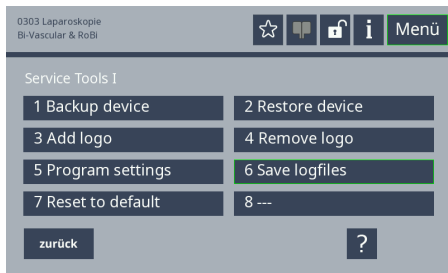 0303 Laparoskopie
Bi-Vascular & RoBi
i
Menü
Service Tools I
1 Backup device
2 Restore device
3 Add logo
4 Remove logo
5 Program settings
6 Save logfiles
7 Reset to default
8 ---
zurück
?